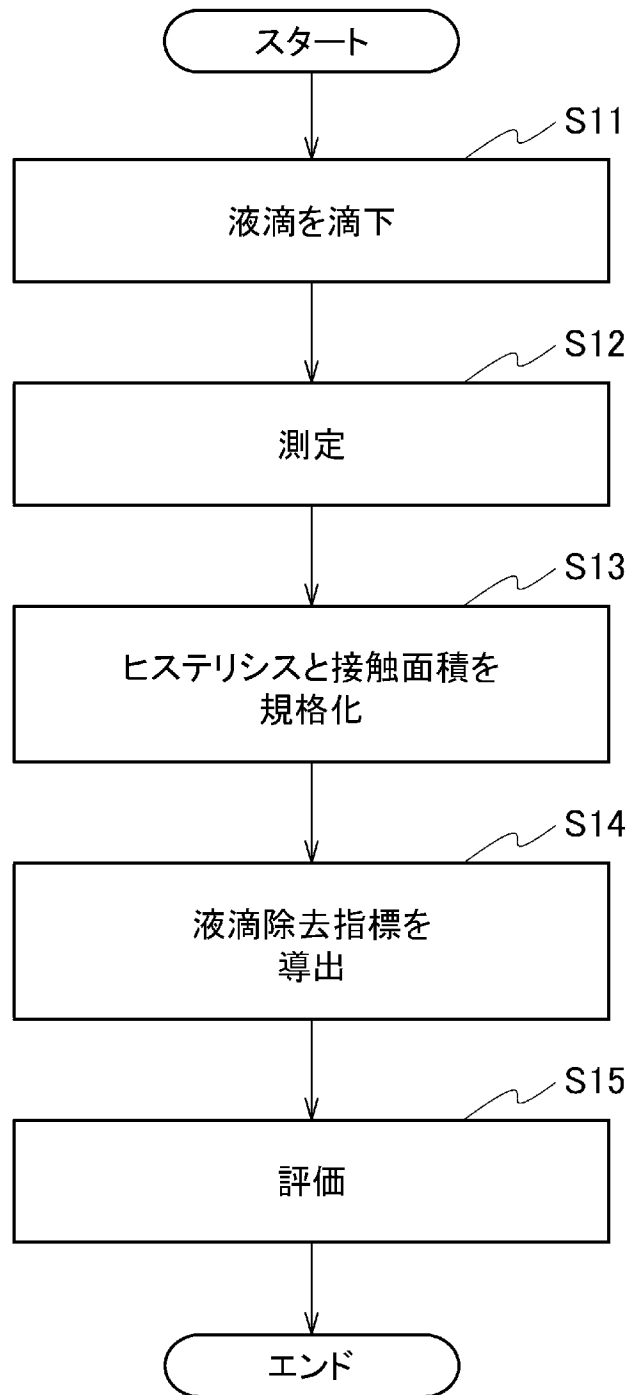 スタート
S11
液滴を滴下
S12
測定
S13
ヒステリシスと接触面積を
規格化
S14
液滴除去指標を
導出
S15
評価
エンド